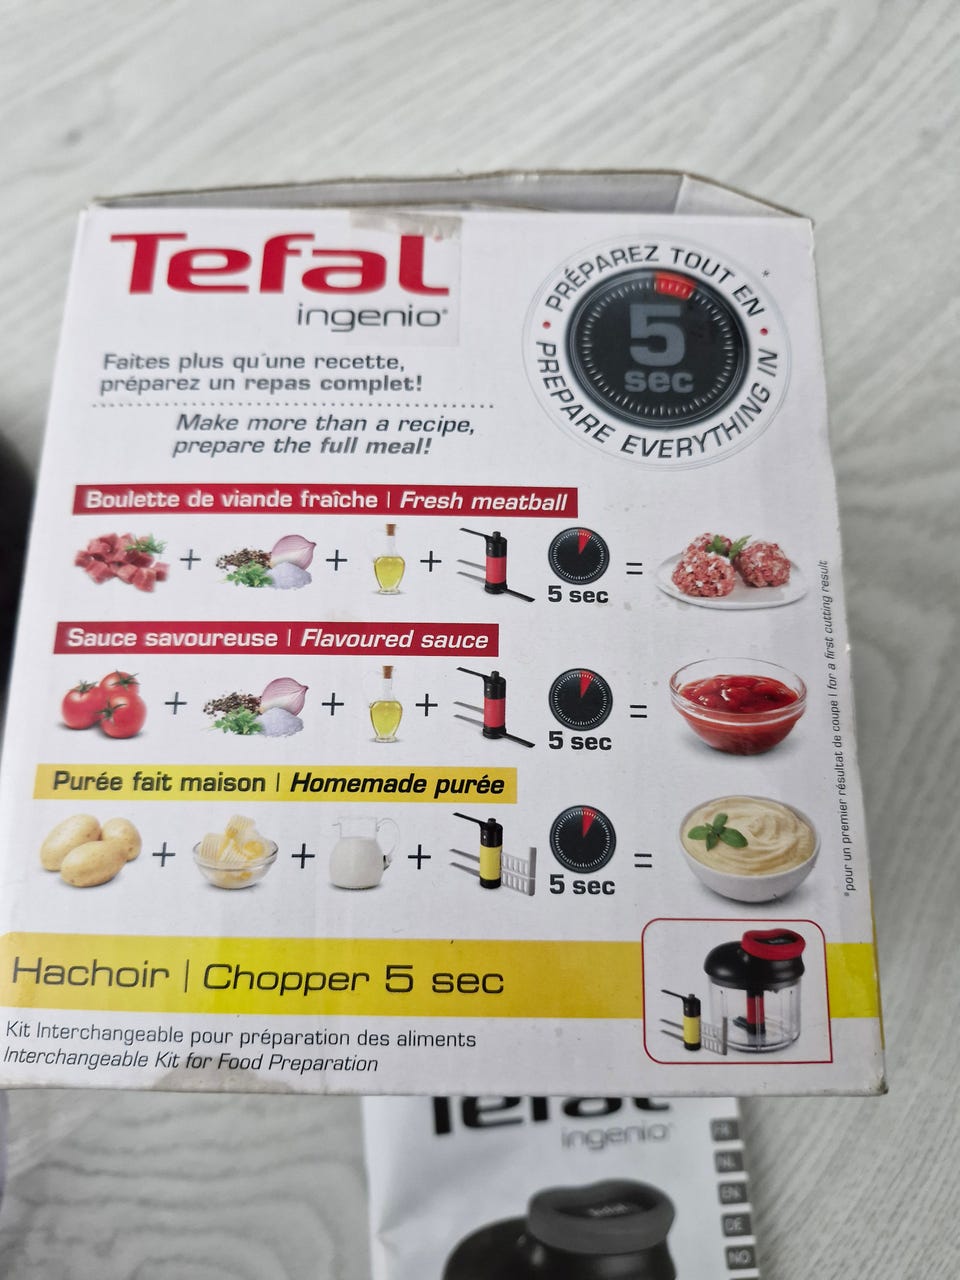 Tefal
ingenio
Faites plus qu'une recette,
préparez un repas complet!
Make more than a recipe,
prepare the full meal!
• PRÉPAREZ TOUT EN * •
5
sec
PREPARE EVERYTHING IN
Boulette de viande fraîche | Fresh meatball
+ + + 5 sec =
Sauce savoureuse | Flavoured sauce
+ + + 5 sec =
Purée fait maison | Homemade purée
+ + + 5 sec =
*pour un premier résultat de coupe | for a first cutting result
Hachoir | Chopper 5 sec
Kit Interchangeable pour préparation des aliments
Interchangeable Kit for Food Preparation
Tefal
ingenio
FR
NL
EN
DE
NO